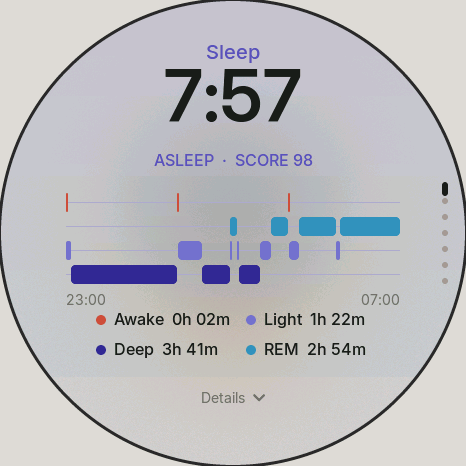 Sleep
7:57
ASLEEP · SCORE 98
23:00 07:00
Awake 0h 02m Light 1h 22m
Deep 3h 41m REM 2h 54m
Details